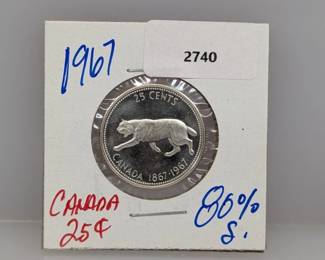 1967
2740
25 CENTS
CANADA 1867-1967
CANADA
25¢
80%
S.